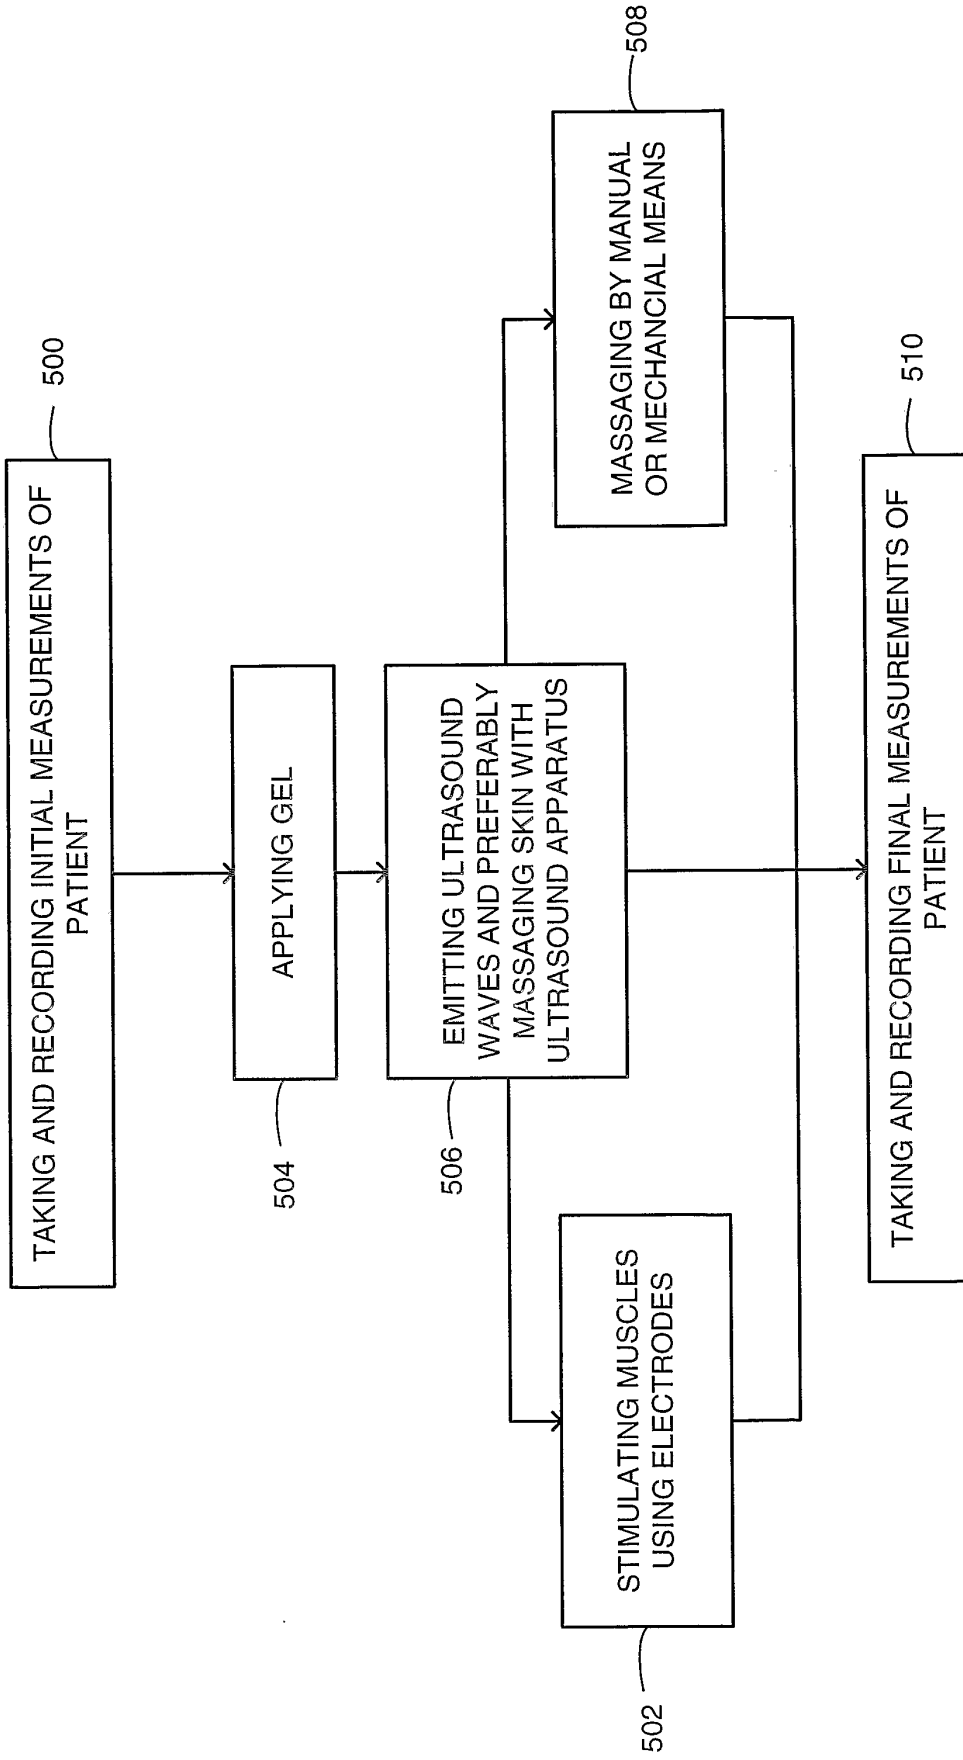 TAKING AND RECORDING INITIAL MEASUREMENTS OF
PATIENT
500
APPLYING GEL
504
EMITTING ULTRASOUND
WAVES AND PREFERABLY
MASSAGING SKIN WITH
ULTRASOUND APPARATUS
506
STIMULATING MUSCLES
USING ELECTRODES
502
MASSAGING BY MANUAL
OR MECHANCIAL MEANS
508
TAKING AND RECORDING FINAL MEASUREMENTS OF
PATIENT
510